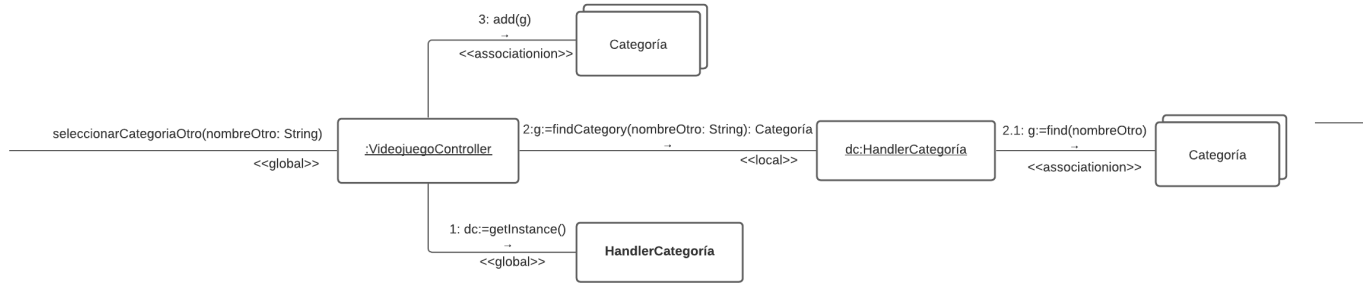 3: add(g)
→
<<associationion>>
Categoría
seleccionarCategoriaOtro(nombreOtro: String)
<<global>>
:VideojuegoController
2:g:=findCategory(nombreOtro: String): Categoría
→
<<local>>
dc:HandlerCategoría
2.1: g:=find(nombreOtro)
→
<<associationion>>
Categoría
1: dc:=getInstance()
→
<<global>>
HandlerCategoría